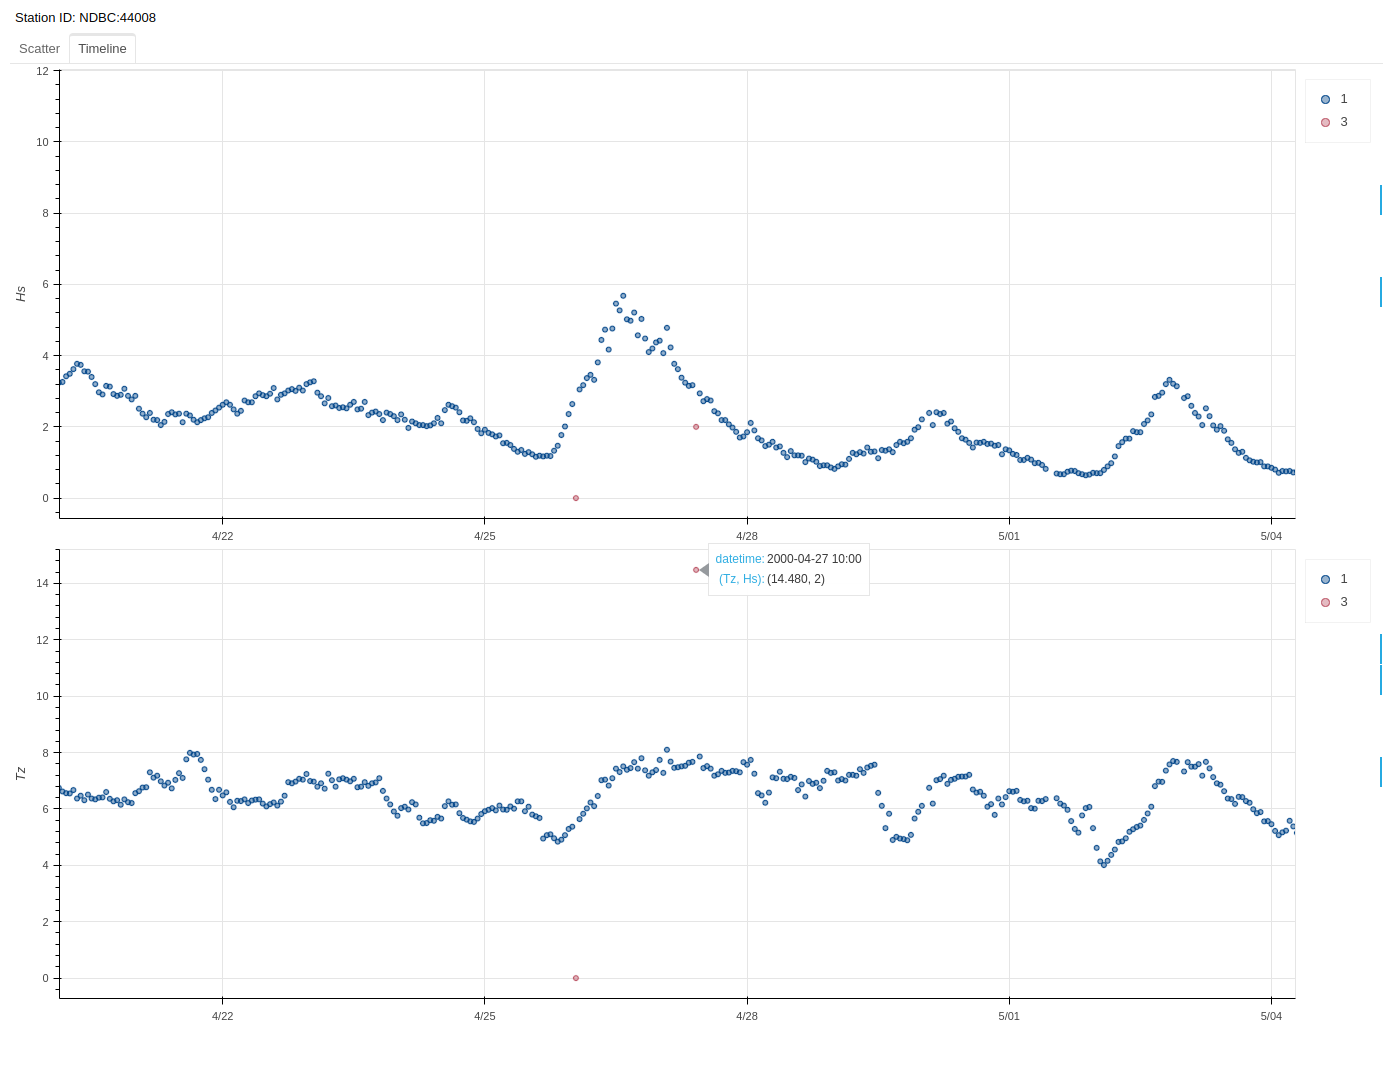 Station ID: NDBC:44008
Scatter Timeline
12
10
8
6
4
2
0
Hs
1
3
4/22 4/25 4/28 5/01 5/04
datetime: 2000-04-27 10:00
(Tz, Hs): (14.480, 2)
14
12
10
8
6
4
2
0
Tz
1
3
4/22 4/25 4/28 5/01 5/04